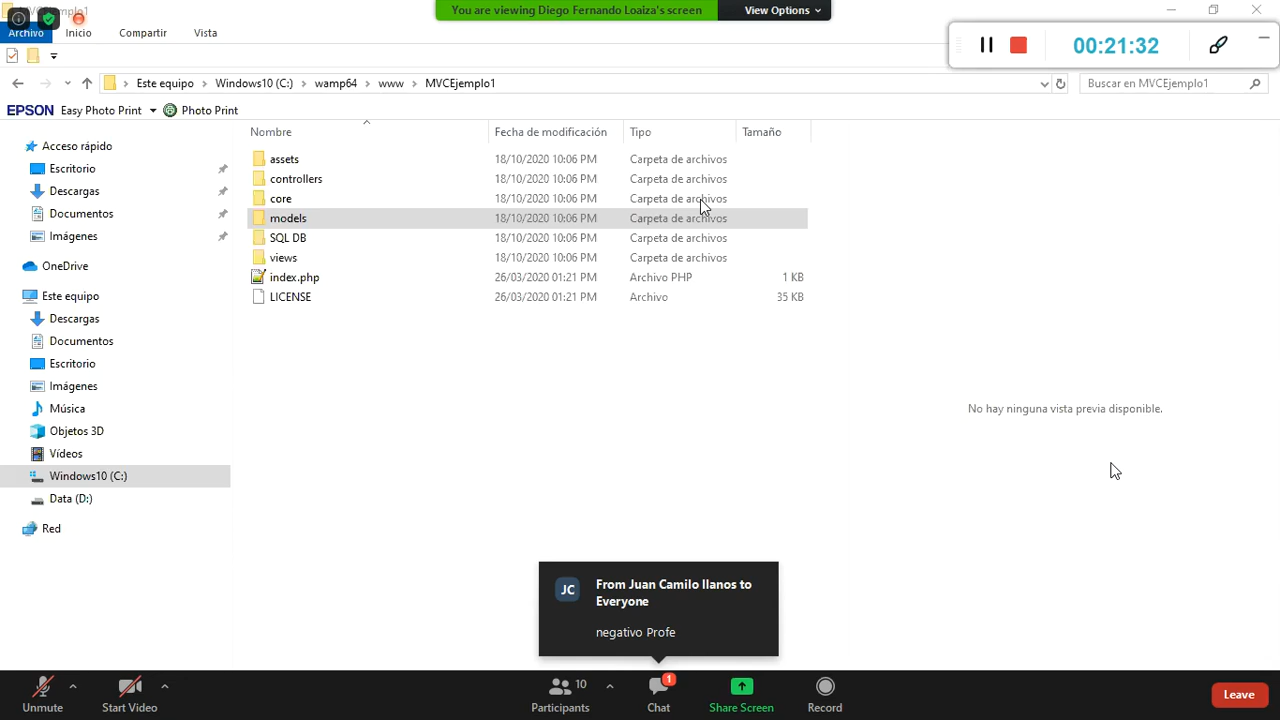 You are viewing Diego Fernando Loaiza's screen
View Options
Archivo Inicio Compartir Vista
00:21:32
Este equipo > Windows10 (C:) > wamp64 > www > MVCEjemplo1
Buscar en MVCEjemplo1
EPSON Easy Photo Print Photo Print
Nombre Fecha de modificación Tipo Tamaño
assets 18/10/2020 10:06 PM Carpeta de archivos
controllers 18/10/2020 10:06 PM Carpeta de archivos
core 18/10/2020 10:06 PM Carpeta de archivos
models 18/10/2020 10:06 PM Carpeta de archivos
SQL DB 18/10/2020 10:06 PM Carpeta de archivos
views 18/10/2020 10:06 PM Carpeta de archivos
index.php 26/03/2020 01:21 PM Archivo PHP 1 KB
LICENSE 26/03/2020 01:21 PM Archivo 35 KB
Acceso rápido
Escritorio
Descargas
Documentos
Imágenes
OneDrive
Este equipo
Descargas
Documentos
Escritorio
Imágenes
Música
Objetos 3D
Vídeos
Windows10 (C:)
Data (D:)
Red
No hay ninguna vista previa disponible.
JC
From Juan Camilo llanos to
Everyone
negativo Profe
Unmute
Start Video
Participants 10
Chat 1
Share Screen
Record
Leave